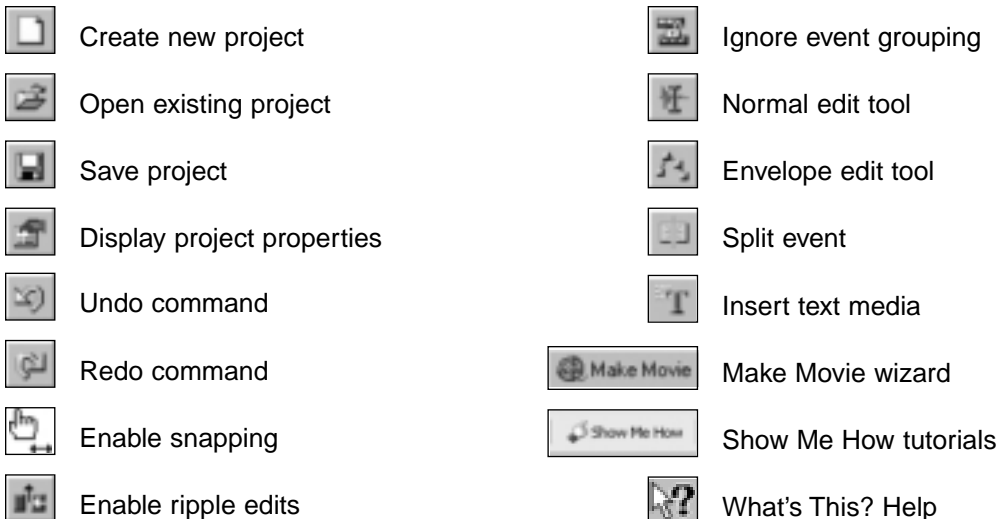 Create new project
Open existing project
Save project
Display project properties
Undo command
Redo command
Enable snapping
Enable ripple edits
Ignore event grouping
Normal edit tool
Envelope edit tool
Split event
T Insert text media
Make Movie Make Movie wizard
Show Me How Show Me How tutorials
? What's This? Help